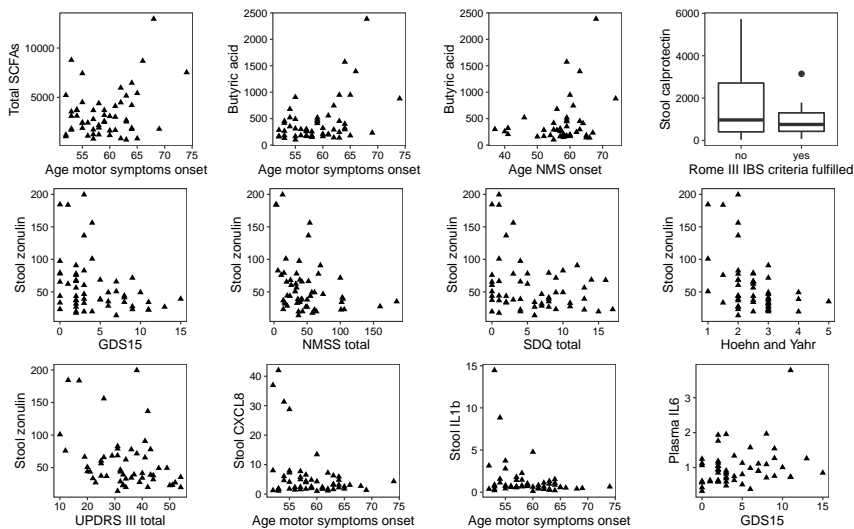 Total SCFAs
10000
5000
55 60 65 70 75
Age motor symptoms onset
Butyric acid
2000
1500
1000
500
0
55 60 65 70 75
Age motor symptoms onset
Butyric acid
2000
1500
1000
500
0
40 50 60 70
Age NMS onset
Stool calprotectin
6000
4000
2000
0
no yes
Rome III IBS criteria fulfilled
Stool zonulin
200
150
100
50
0 5 10 15
GDS15
Stool zonulin
200
150
100
50
0 50 100 150
NMSS total
Stool zonulin
200
150
100
50
0 5 10 15
SDQ total
Stool zonulin
200
150
100
50
1 2 3 4 5
Hoehn and Yahr
Stool zonulin
200
150
100
50
10 20 30 40 50
UPDRS III total
Stool CXCL8
40
30
20
10
0
55 60 65 70 75
Age motor symptoms onset
Stool IL1b
15
10
5
0
55 60 65 70 75
Age motor symptoms onset
Plasma IL6
3
2
1
0 5 10 15
GDS15